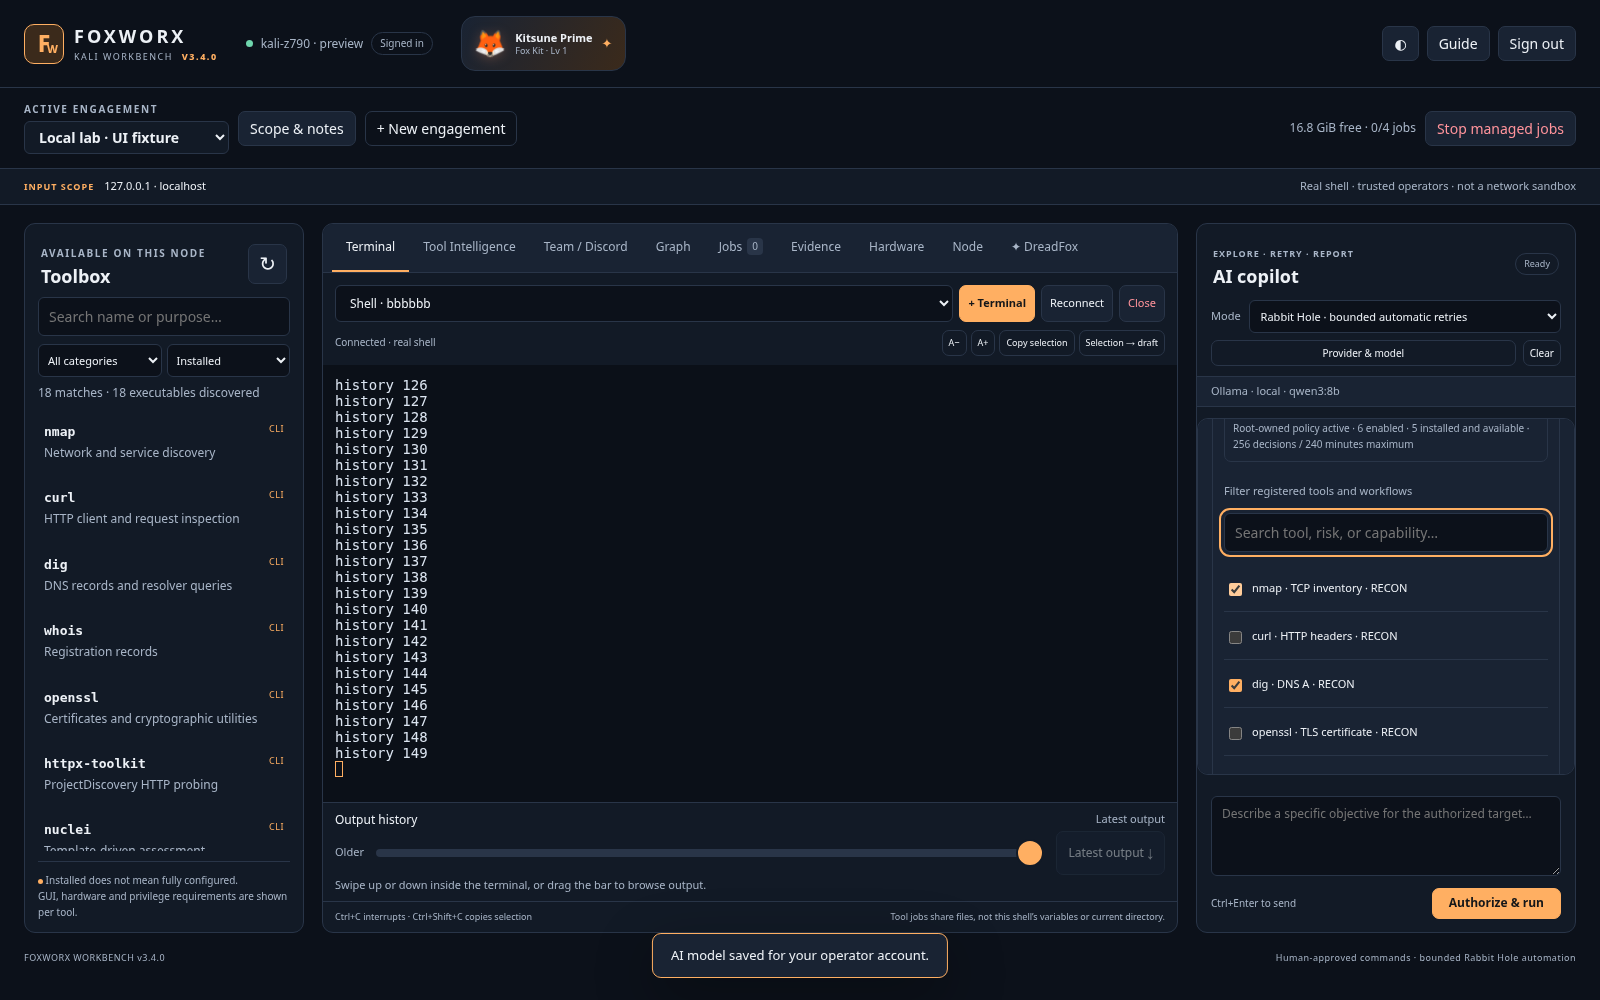 FW
FOXWORX
KALI WORKBENCH V3.4.0
kali-z790 · preview
Signed in
Kitsune Prime
Fox Kit · Lv 1
Guide
Sign out
ACTIVE ENGAGEMENT
Local lab · UI fixture
Scope & notes
+ New engagement
16.8 GiB free · 0/4 jobs
Stop managed jobs
INPUT SCOPE 127.0.0.1 · localhost
Real shell · trusted operators · not a network sandbox
AVAILABLE ON THIS NODE
Toolbox
Search name or purpose...
All categories
Installed
18 matches · 18 executables discovered
nmap CLI
Network and service discovery
curl CLI
HTTP client and request inspection
dig CLI
DNS records and resolver queries
whois CLI
Registration records
openssl CLI
Certificates and cryptographic utilities
httpx-toolkit CLI
ProjectDiscovery HTTP probing
nuclei CLI
Template-driven assessment
Installed does not mean fully configured.
GUI, hardware and privilege requirements are shown
per tool.
Terminal
Tool Intelligence
Team / Discord
Graph
Jobs 0
Evidence
Hardware
Node
✦ DreadFox
Shell · bbbbbb
+ Terminal
Reconnect
Close
Connected · real shell
A−
A+
Copy selection
Selection → draft
history 126
history 127
history 128
history 129
history 130
history 131
history 132
history 133
history 134
history 135
history 136
history 137
history 138
history 139
history 140
history 141
history 142
history 143
history 144
history 145
history 146
history 147
history 148
history 149
Output history
Latest output
Older
Latest output ↓
Swipe up or down inside the terminal, or drag the bar to browse output.
Ctrl+C interrupts · Ctrl+Shift+C copies selection
Tool jobs share files, not this shell's variables or current directory.
EXPLORE · RETRY · REPORT
AI copilot
Ready
Mode
Rabbit Hole · bounded automatic retries
Provider & model
Clear
Ollama · local · qwen3:8b
Root-owned policy active · 6 enabled · 5 installed and available ·
256 decisions / 240 minutes maximum
Filter registered tools and workflows
Search tool, risk, or capability...
nmap · TCP inventory · RECON
curl · HTTP headers · RECON
dig · DNS A · RECON
openssl · TLS certificate · RECON
Describe a specific objective for the authorized target...
Ctrl+Enter to send
Authorize & run
FOXWORX WORKBENCH v3.4.0
AI model saved for your operator account.
Human-approved commands · bounded Rabbit Hole automation